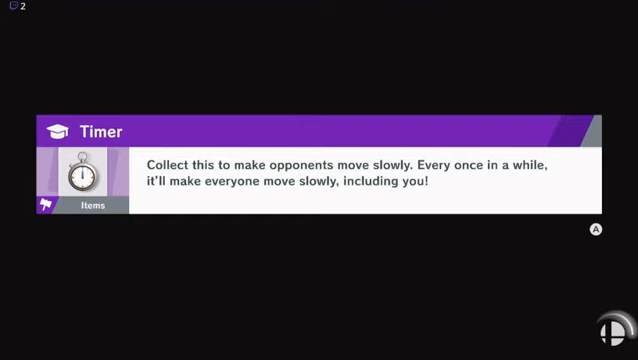 2
Timer
Collect this to make opponents move slowly. Every once in a while,
it'll make everyone move slowly, including you!
Items
A